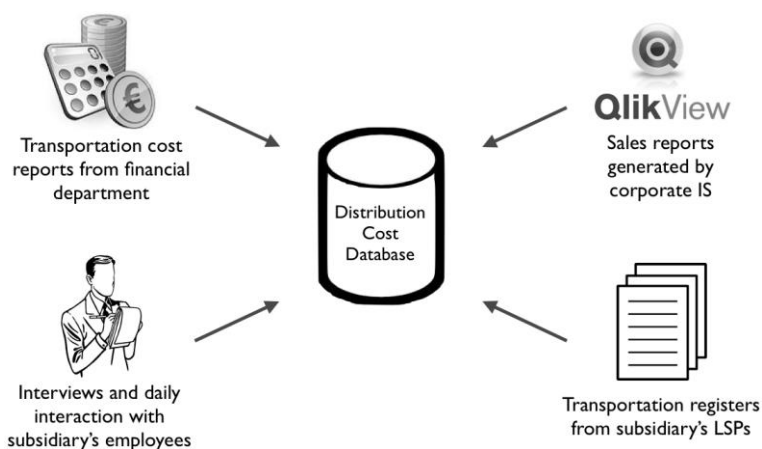 Transportation cost
reports from financial
department
QlikView
Sales reports
generated by
corporate IS
Distribution
Cost
Database
Interviews and daily
interaction with
subsidiary's employees
Transportation registers
from subsidiary's LSPs